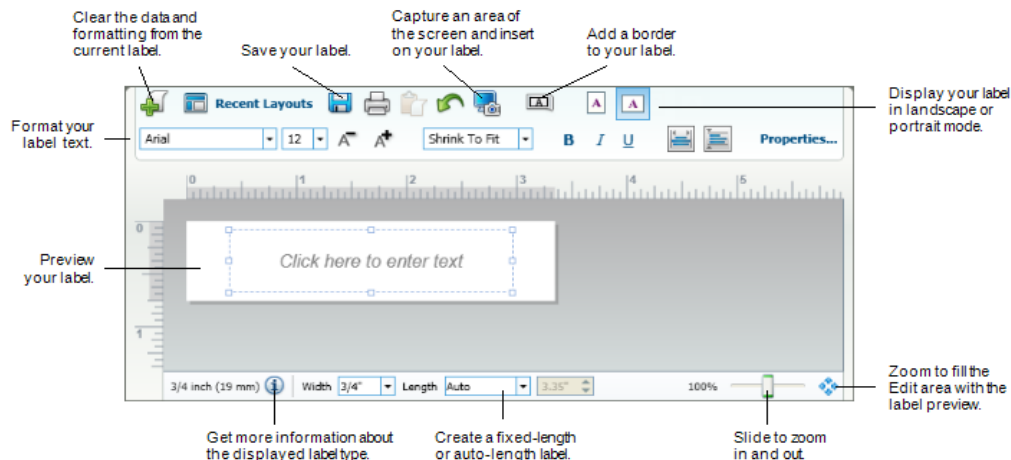 Clear the data and
formatting from the
current label.
Save your label.
Capture an area of
the screen and insert
on your label.
Add a border
to your label.
Display your label
in landscape or
portrait mode.
Format your
label text.
Recent Layouts
A
A
A
Arial
12
A
A
Shrink To Fit
B I U
Properties...
0 1 2 3 4 5
0
Preview
your label.
Click here to enter text
1
3/4 inch (19 mm) Width 3/4" Length Auto 3.35" 100%
Zoom to fill the
Edit area with the
label preview.
Get more information about
the displayed label type.
Create a fixed-length
or auto-length label.
Slide to zoom
in and out.